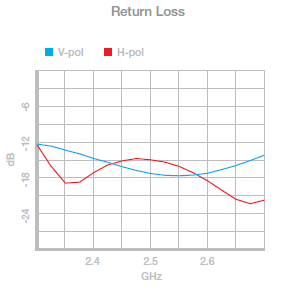 Return Loss
V-pol H-pol
-6
-12
-18
-24
dB
2.4 2.5 2.6
GHz